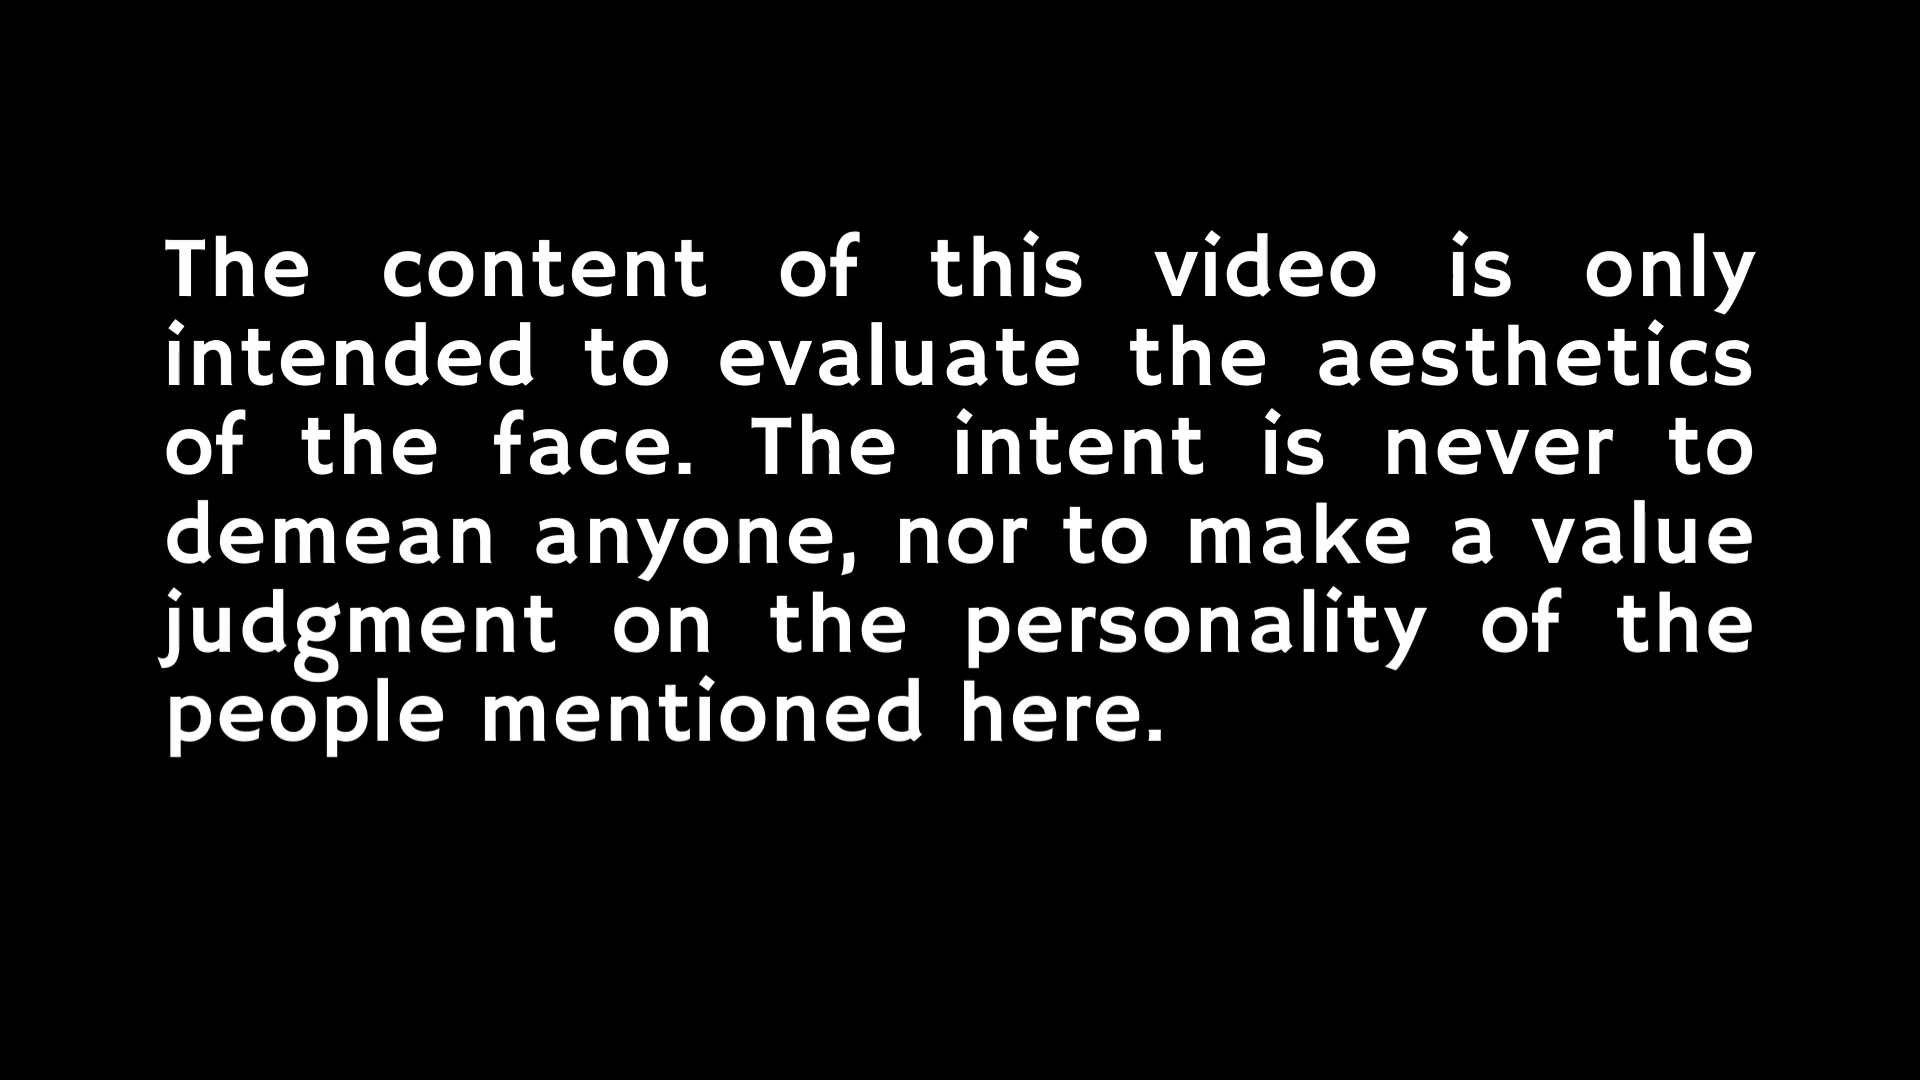 The content of this video is only
intended to evaluate the aesthetics
of the face. The intent is never to
demean anyone, nor to make a value
judgment on the personality of the
people mentioned here.